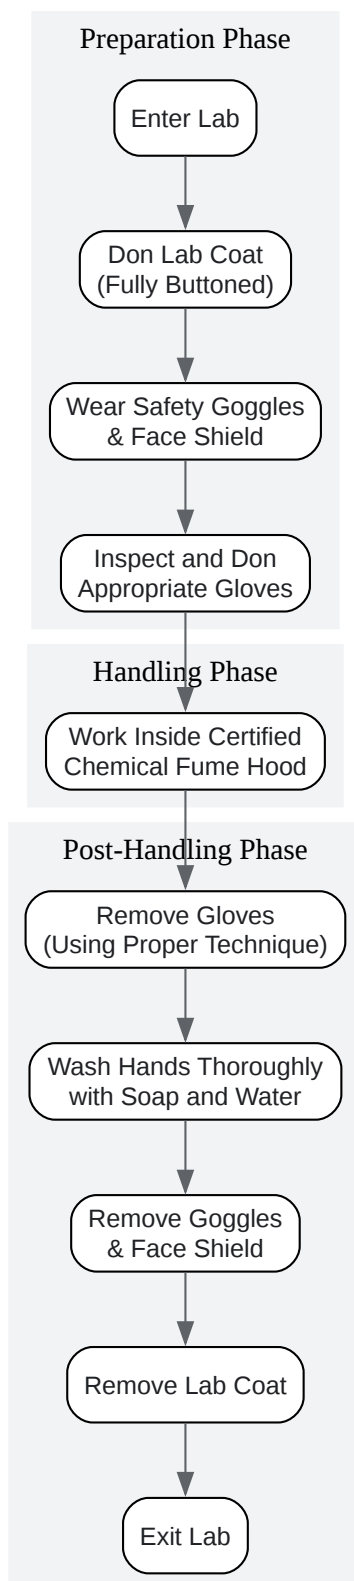 Preparation Phase
Enter Lab
Don Lab Coat
(Fully Buttoned)
Wear Safety Goggles
& Face Shield
Inspect and Don
Appropriate Gloves
Handling Phase
Work Inside Certified
Chemical Fume Hood
Post-Handling Phase
Remove Gloves
(Using Proper Technique)
Wash Hands Thoroughly
with Soap and Water
Remove Goggles
& Face Shield
Remove Lab Coat
Exit Lab